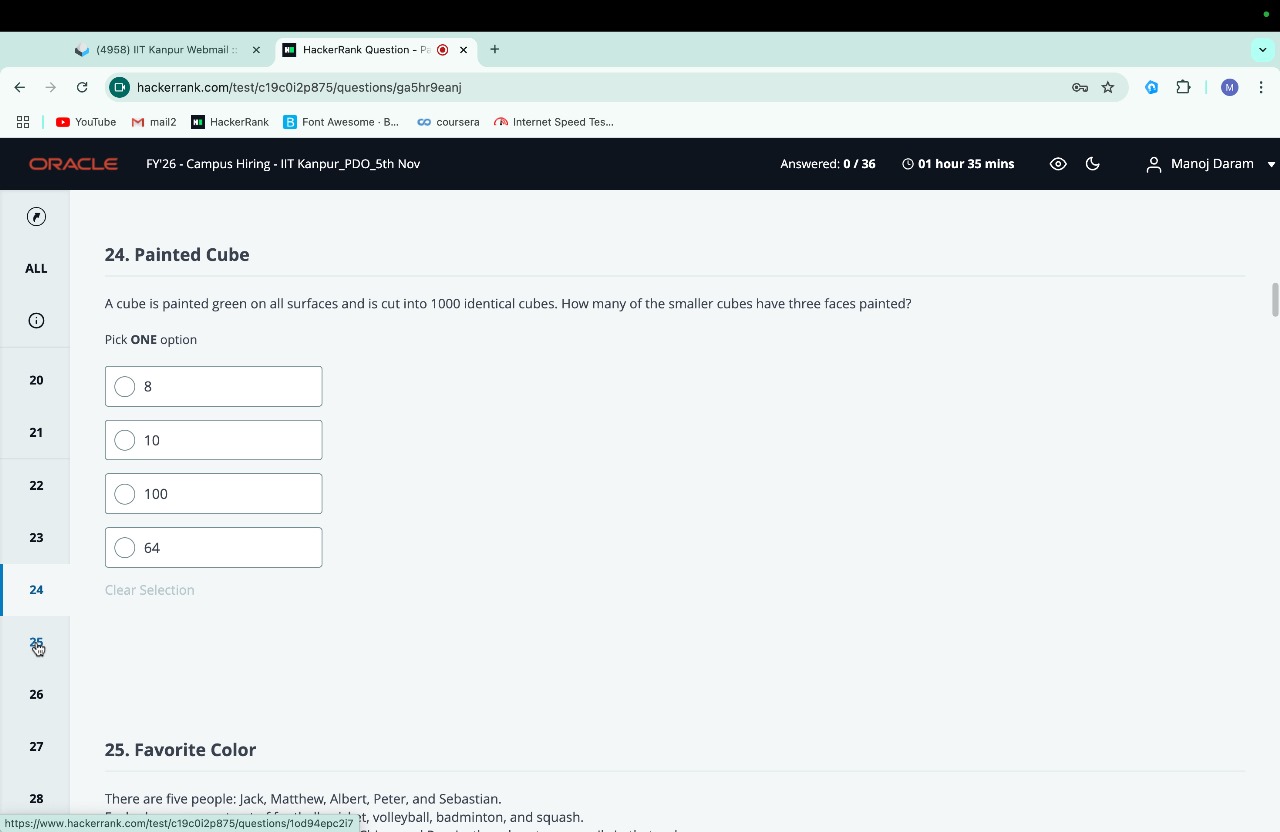 (4958) IIT Kanpur Webmail ::
HackerRank Question - Pa
hackerrank.com/test/c19c0i2p875/questions/ga5hr9eanj
M
YouTube
mail2
HackerRank
Font Awesome · B...
coursera
Internet Speed Tes...
ORACLE
FY'26 - Campus Hiring - IIT Kanpur_PDO_5th Nov
Answered: 0 / 36
01 hour 35 mins
Manoj Daram
ALL
20
21
22
23
24
25
26
27
28
24. Painted Cube
A cube is painted green on all surfaces and is cut into 1000 identical cubes. How many of the smaller cubes have three faces painted?
Pick ONE option
8
10
100
64
Clear Selection
25. Favorite Color
There are five people: Jack, Matthew, Albert, Peter, and Sebastian.
volleyball, badminton, and squash.
https://www.hackerrank.com/test/c19c0i2p875/questions/1od94epc2i7